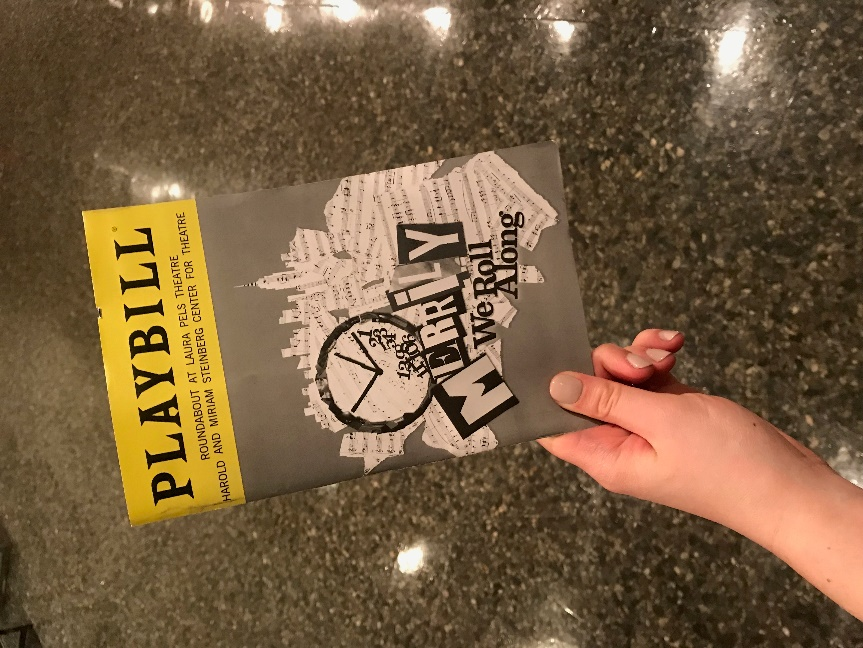 PLAYBILL
ROUNDABOUT AT LAURA PELS THEATRE
HAROLD AND MIRIAM STEINBERG CENTER FOR THEATRE
MERRiLY
We Roll
Along